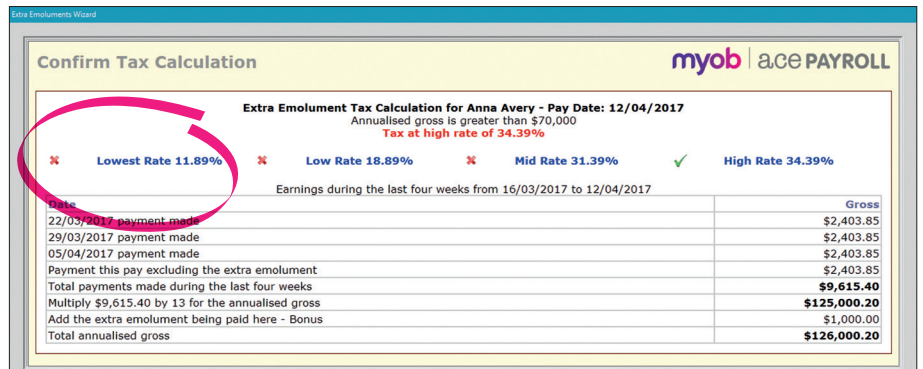 Extra Emoluments Wizard
Confirm Tax Calculation
myob | ace PAYROLL
Extra Emolument Tax Calculation for Anna Avery - Pay Date: 12/04/2017
Annualised gross is greater than $70,000
Tax at high rate of 34.39%
Lowest Rate 11.89% Low Rate 18.89% Mid Rate 31.39% High Rate 34.39%
Earnings during the last four weeks from 16/03/2017 to 12/04/2017
Date Gross
22/03/2017 payment made $2,403.85
29/03/2017 payment made $2,403.85
05/04/2017 payment made $2,403.85
Payment this pay excluding the extra emolument $2,403.85
Total payments made during the last four weeks $9,615.40
Multiply $9,615.40 by 13 for the annualised gross $125,000.20
Add the extra emolument being paid here - Bonus $1,000.00
Total annualised gross $126,000.20